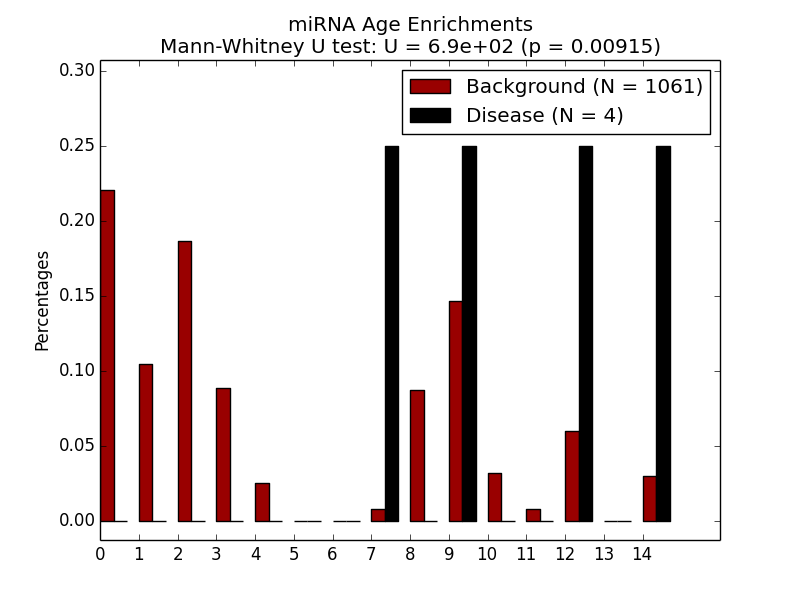 miRNA Age Enrichments
Mann-Whitney U test: U = 6.9e+02 (p = 0.00915)
Background (N = 1061)
Disease (N = 4)
Percentages
0.30
0.25
0.20
0.15
0.10
0.05
0.00
0 1 2 3 4 5 6 7 8 9 10 11 12 13 14